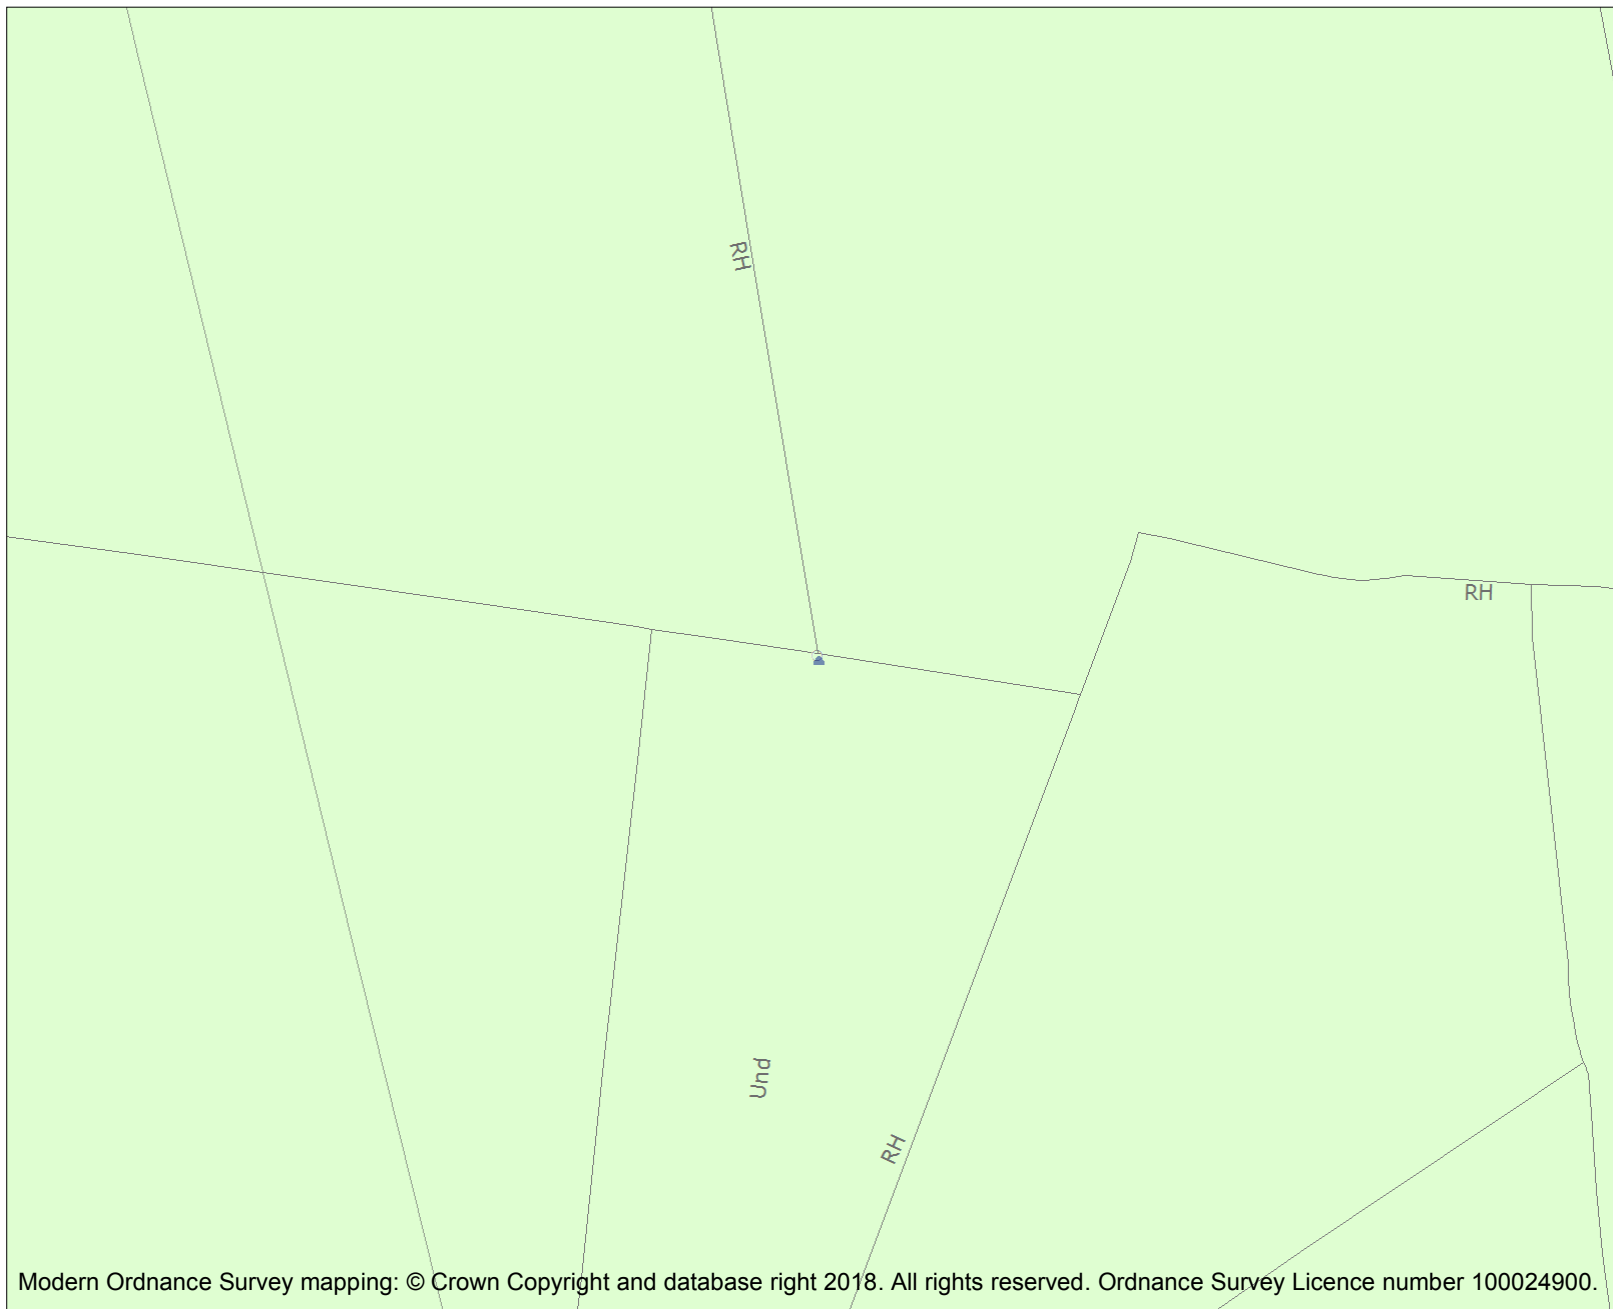 RH
RH
Und
RH
Modern Ordnance Survey mapping: © Crown Copyright and database right 2018. All rights reserved. Ordnance Survey Licence number 100024900.